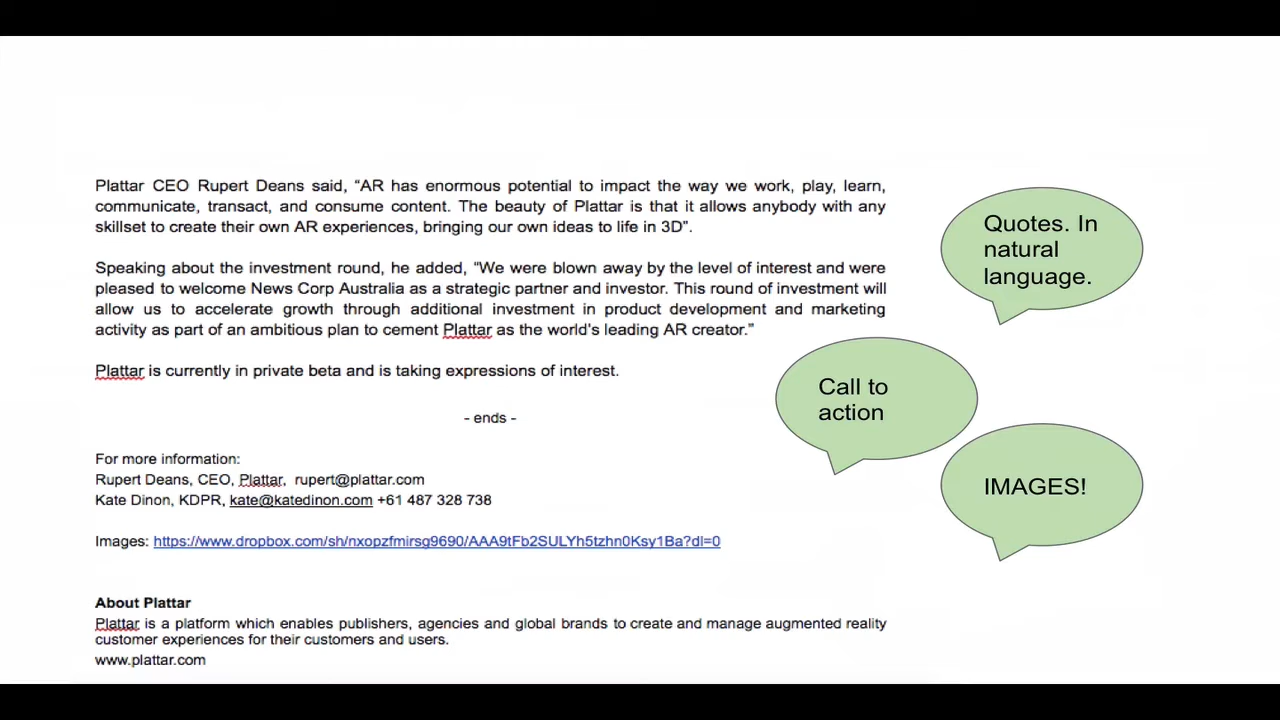 Plattar CEO Rupert Deans said, “AR has enormous potential to impact the way we work, play, learn,
communicate, transact, and consume content. The beauty of Plattar is that it allows anybody with any
skillset to create their own AR experiences, bringing our own ideas to life in 3D”.
Speaking about the investment round, he added, “We were blown away by the level of interest and were
pleased to welcome News Corp Australia as a strategic partner and investor. This round of investment will
allow us to accelerate growth through additional investment in product development and marketing
activity as part of an ambitious plan to cement Plattar as the world’s leading AR creator.”
Plattar is currently in private beta and is taking expressions of interest.
- ends -
For more information:
Rupert Deans, CEO, Plattar, rupert@plattar.com
Kate Dinon, KDPR, kate@katedinon.com +61 487 328 738
Images: https://www.dropbox.com/sh/nxopzfmirsg9690/AAA9tFb2SULYh5tzhn0Ksy1Ba?dl=0
About Plattar
Plattar is a platform which enables publishers, agencies and global brands to create and manage augmented reality
customer experiences for their customers and users.
www.plattar.com
Quotes. In
natural
language.
Call to
action
IMAGES!